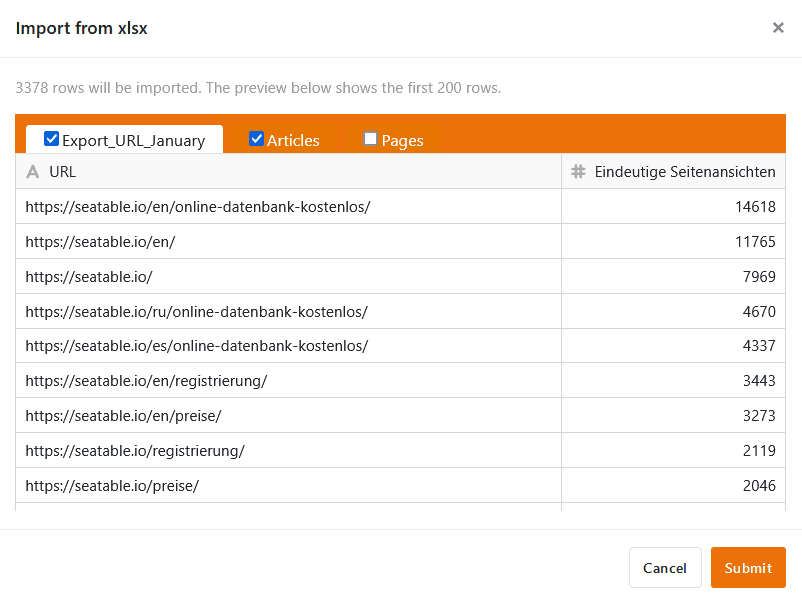 Import from xlsx
3378 rows will be imported. The preview below shows the first 200 rows.
Export_URL_January Articles Pages
URL Eindeutige Seitenansichten
https://seatable.io/en/online-datenbank-kostenlos/ 14618
https://seatable.io/en/ 11765
https://seatable.io/ 7969
https://seatable.io/ru/online-datenbank-kostenlos/ 4670
https://seatable.io/es/online-datenbank-kostenlos/ 4337
https://seatable.io/en/registrierung/ 3443
https://seatable.io/en/preise/ 3273
https://seatable.io/registrierung/ 2119
https://seatable.io/preise/ 2046
Cancel Submit